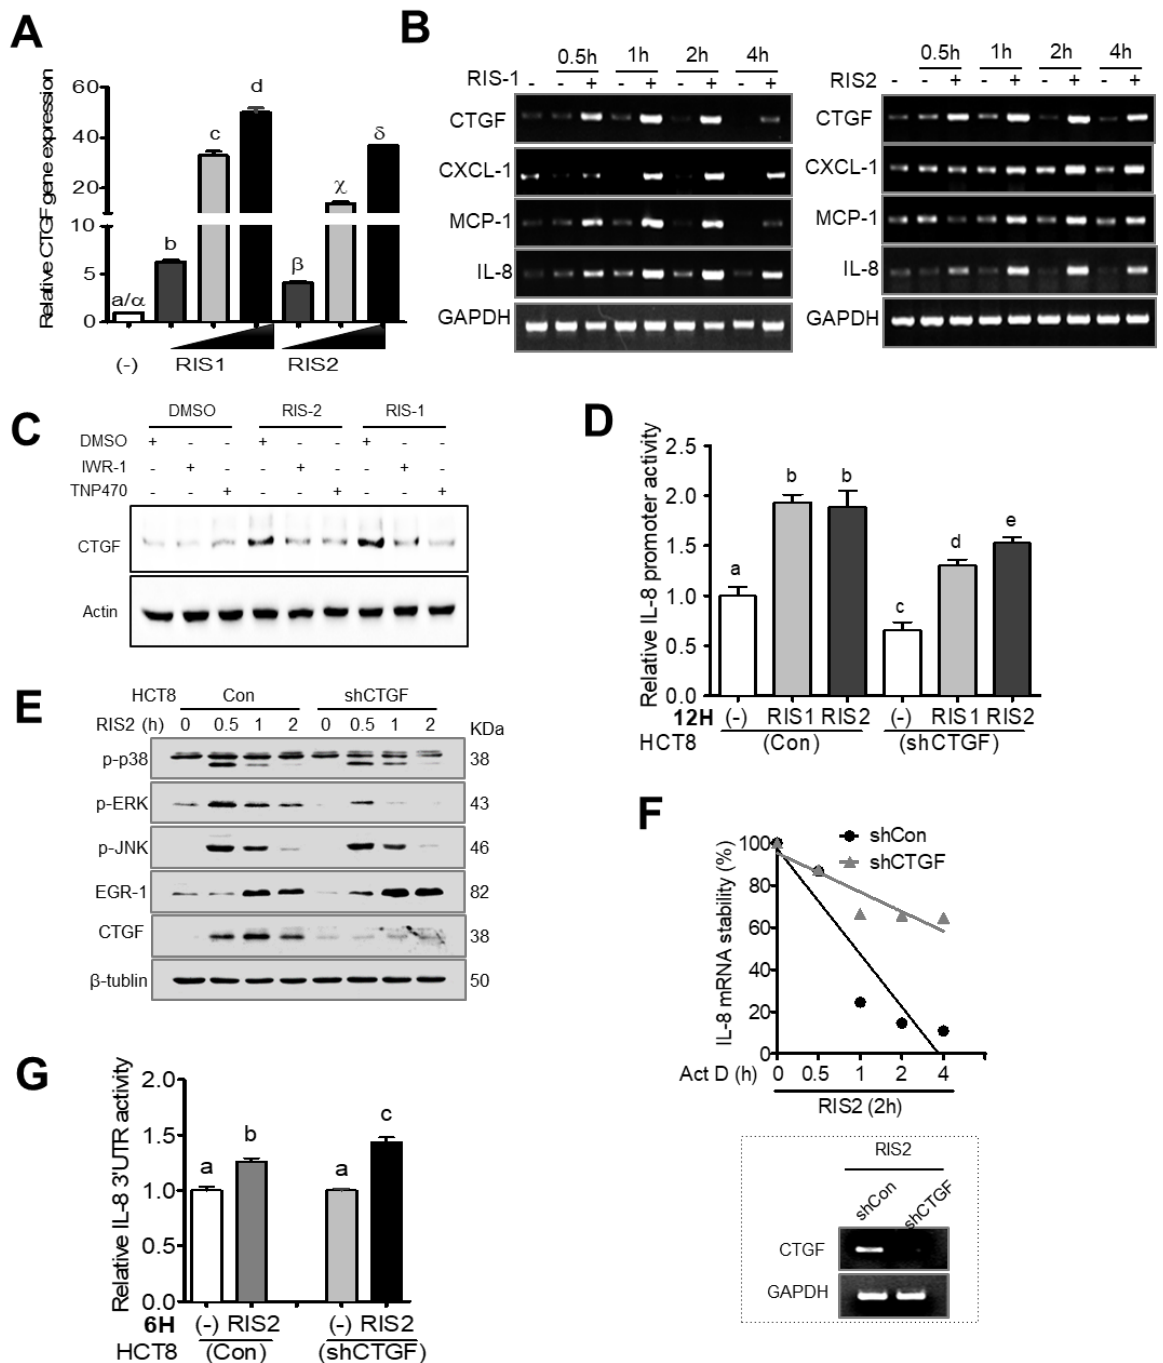 A
Relative CTGF gene expression
60
40
20
0
10
5
0
a/α
b
c
d
β
χ
δ
(-)
RIS1
RIS2
B
0.5h 1h 2h 4h
RIS-1 - - + - + - + - +
CTGF
CXCL-1
MCP-1
IL-8
GAPDH
0.5h 1h 2h 4h
RIS2 - - + - + - + - +
CTGF
CXCL-1
MCP-1
IL-8
GAPDH
C
DMSO RIS-2 RIS-1
DMSO + - - + - - + - -
IWR-1 - + - - + - - + -
TNP470 - - + - - + - - +
CTGF
Actin
D
Relative IL-8 promoter activity
2.5
2.0
1.5
1.0
0.5
0.0
a
b
b
c
d
e
12H (-) RIS1 RIS2 (-) RIS1 RIS2
HCT8 (Con) (shCTGF)
E
HCT8 Con shCTGF
RIS2 (h) 0 0.5 1 2 0 0.5 1 2 KDa
p-p38 38
p-ERK 43
p-JNK 46
EGR-1 82
CTGF 38
β-tublin 50
F
shCon
shCTGF
IL-8 mRNA stability (%)
100
80
60
40
20
0
Act D (h) 0 0.5 1 2 4
RIS2 (2h)
RIS2
shCon shCTGF
CTGF
GAPDH
G
Relative IL-8 3'UTR activity
2.0
1.5
1.0
0.5
0.0
a
b
a
c
6H (-) RIS2 (-) RIS2
HCT8 (Con) (shCTGF)